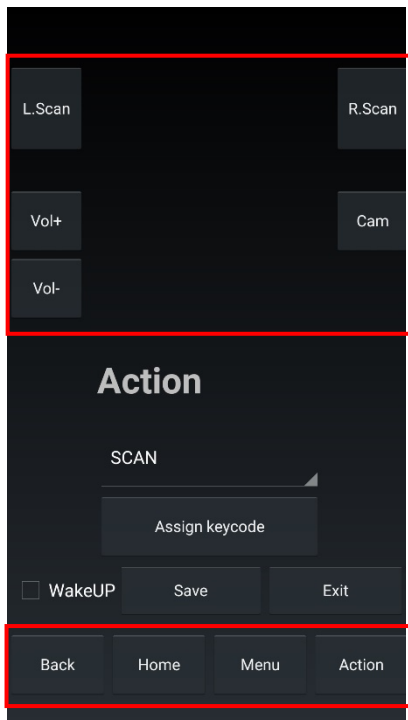 L.Scan R.Scan
Vol+ Cam
Vol-
Action
SCAN
Assign keycode
WakeUP Save Exit
Back Home Menu Action